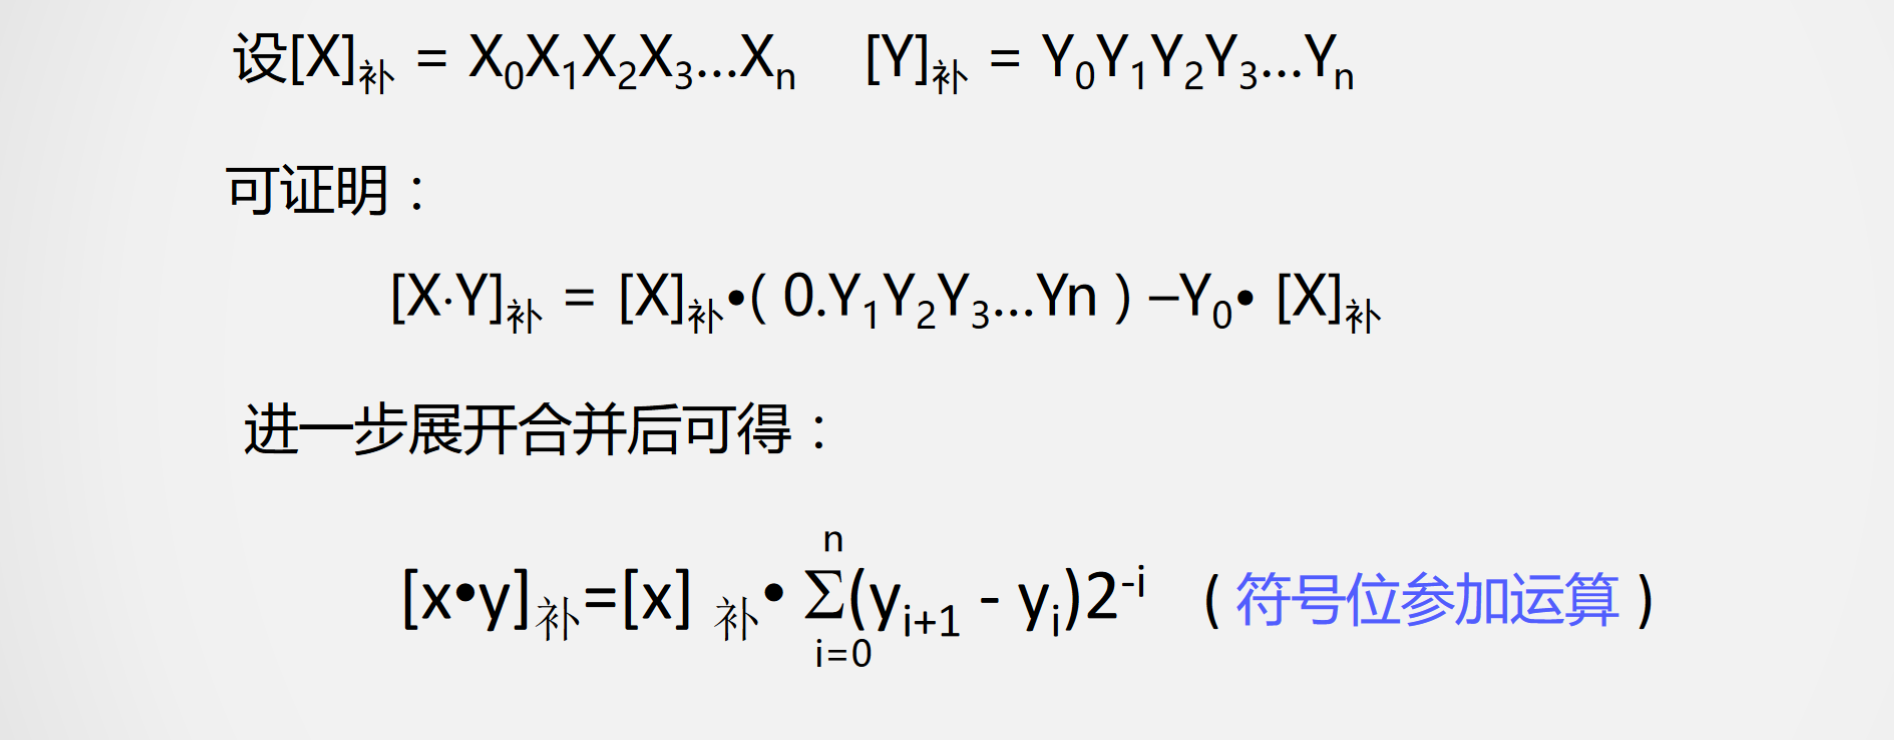 设[X]补 = X₀X₁X₂X₃...Xₙ [Y]补 = Y₀Y₁Y₂Y₃...Yₙ
可证明：
[X·Y]补 = [X]补•( 0.Y₁Y₂Y₃...Yn ) –Y₀• [X]补
进一步展开合并后可得：
n
[x•y]补=[x] 补• Σ(yᵢ₊₁ - yᵢ)2⁻ⁱ （符号位参加运算）
i=0